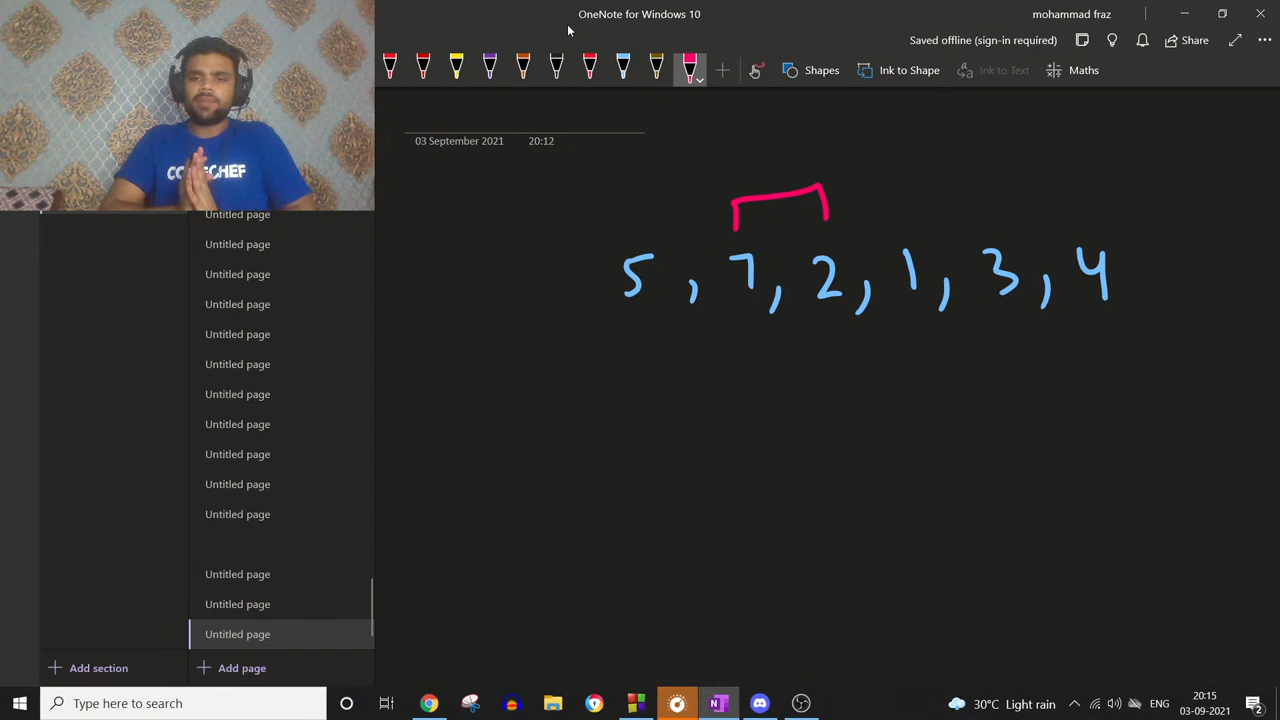 OneNote for Windows 10
mohammad fraz
Saved offline (sign-in required)
Share
Shapes
Ink to Shape
Ink to Text
Maths
03 September 2021 20:12
5 , 7, 2, 1, 3, 4
Untitled page
Untitled page
Untitled page
Untitled page
Untitled page
Untitled page
Untitled page
Untitled page
Untitled page
Untitled page
Untitled page
Untitled page
Untitled page
Untitled page
Add section
Add page
Type here to search
30°C Light rain
ENG
20:15
03-09-2021
2